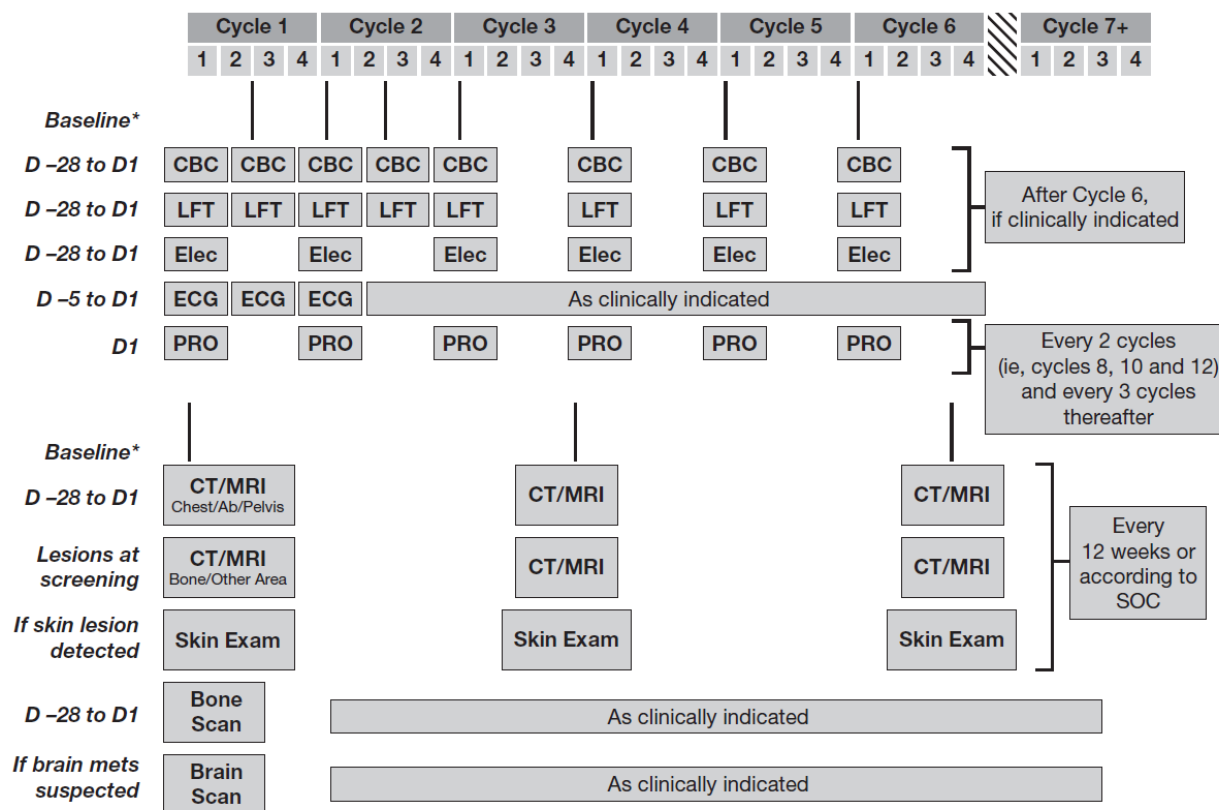 Cycle 1 Cycle 2 Cycle 3 Cycle 4 Cycle 5 Cycle 6 Cycle 7+
1 2 3 4 1 2 3 4 1 2 3 4 1 2 3 4 1 2 3 4 1 2 3 4 1 2 3 4
Baseline*
D –28 to D1 CBC CBC CBC CBC CBC CBC CBC CBC
D –28 to D1 LFT LFT LFT LFT LFT LFT LFT LFT
D –28 to D1 Elec Elec Elec Elec Elec Elec
After Cycle 6,
if clinically indicated
D –5 to D1 ECG ECG ECG As clinically indicated
D1 PRO PRO PRO PRO PRO PRO
Every 2 cycles
(ie, cycles 8, 10 and 12)
and every 3 cycles
thereafter
Baseline*
D –28 to D1
CT/MRI CT/MRI CT/MRI
Chest/Ab/Pelvis
Lesions at
screening
CT/MRI CT/MRI CT/MRI
Bone/Other Area
If skin lesion
detected
Skin Exam Skin Exam Skin Exam
Every
12 weeks or
according to
SOC
D –28 to D1
Bone
Scan
As clinically indicated
If brain mets
suspected
Brain
Scan
As clinically indicated